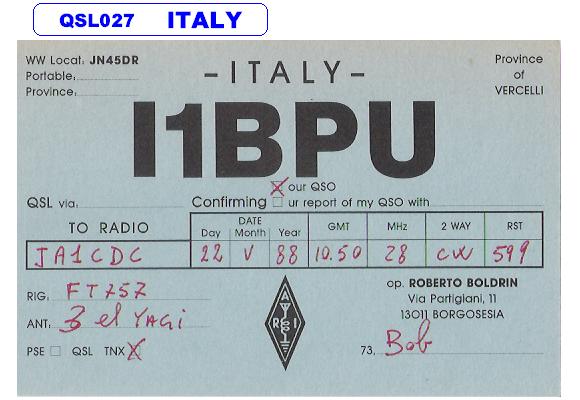 QSL027 ITALY
WW Locat. JN45DR
Portable:
Province:
- ITALY -
Province
of
VERCELLI
I1BPU
our QSO
QSL via. Confirming ur report of my QSO with
TO RADIO Day DATE Month Year GMT MHz 2 WAY RST
JA1CDC 22 V 88 10.50 28 CW 599
RIG. FT757
ANT. 3 el YAGI
PSE QSL TNX X
A R I
op. ROBERTO BOLDRIN
Via Partigiani, 11
13011 BORGOSESIA
73, Bob